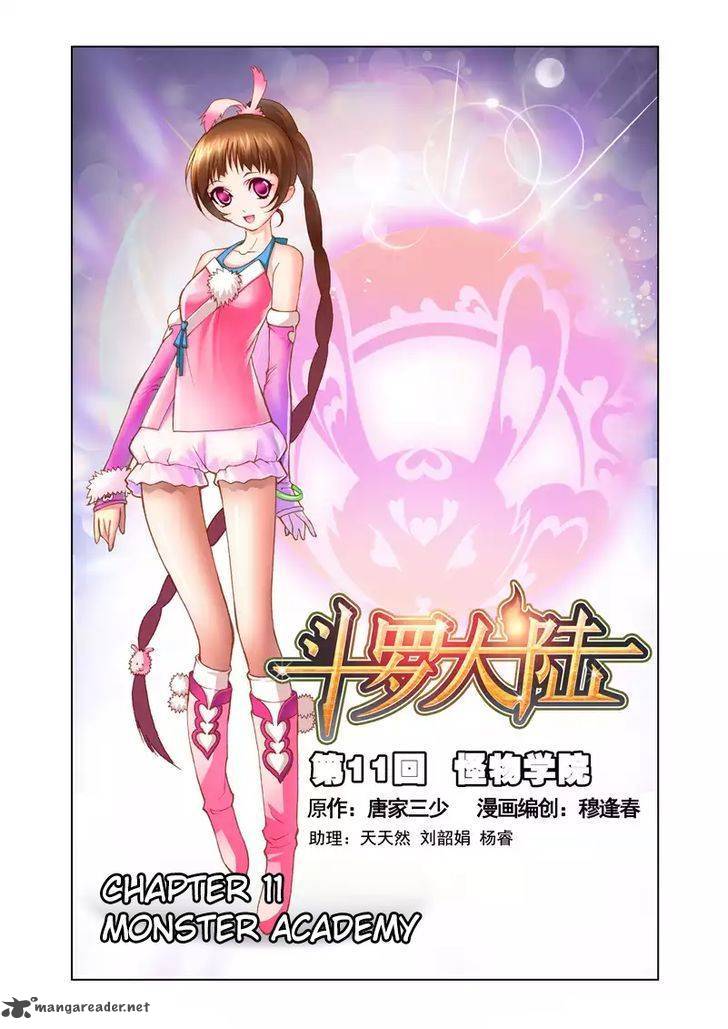 斗罗大陆
第11回 怪物学院
原作：唐家三少 漫画编创：穆逢春
助理：天天然 刘韶娟 杨睿
CHAPTER 11
MONSTER ACADEMY
mangareader.net